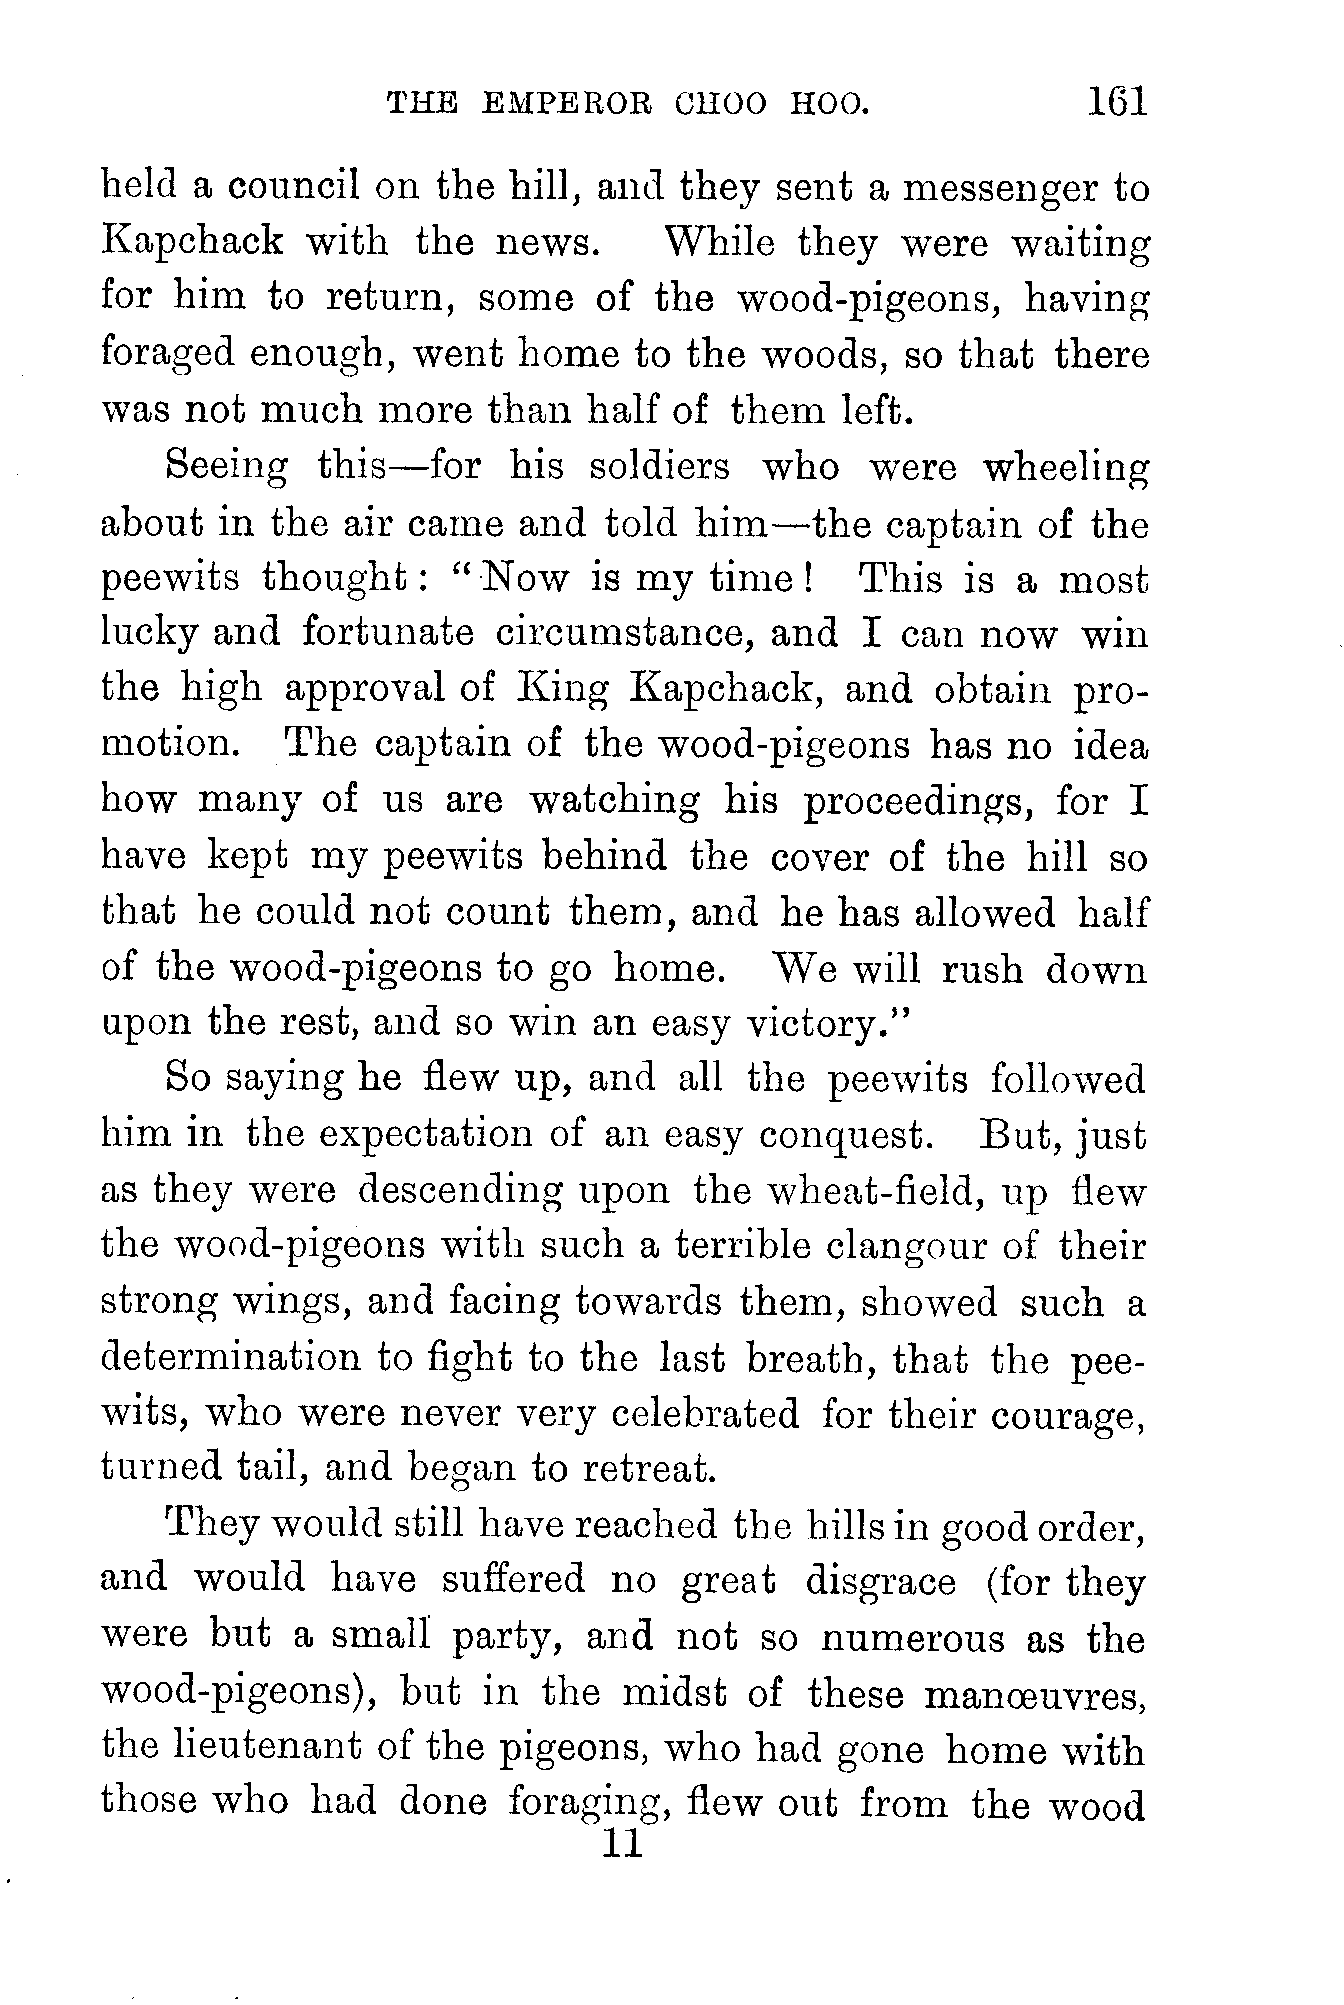 THE EMPEROR CHOO HOO. 161
held a council on the hill, and they sent a messenger to
Kapchack with the news. While they were waiting
for him to return, some of the wood-pigeons, having
foraged enough, went home to the woods, so that there
was not much more than half of them left.
Seeing this—for his soldiers who were wheeling
about in the air came and told him—the captain of the
peewits thought : “Now is my time ! This is a most
lucky and fortunate circumstance, and I can now win
the high approval of King Kapchack, and obtain pro-
motion. The captain of the wood-pigeons has no idea
how many of us are watching his proceedings, for I
have kept my peewits behind the cover of the hill so
that he could not count them, and he has allowed half
of the wood-pigeons to go home. We will rush down
upon the rest, and so win an easy victory.”
So saying he flew up, and all the peewits followed
him in the expectation of an easy conquest. But, just
as they were descending upon the wheat-field, up flew
the wood-pigeons with such a terrible clangour of their
strong wings, and facing towards them, showed such a
determination to fight to the last breath, that the pee-
wits, who were never very celebrated for their courage,
turned tail, and began to retreat.
They would still have reached the hills in good order,
and would have suffered no great disgrace (for they
were but a small party, and not so numerous as the
wood-pigeons), but in the midst of these manœuvres,
the lieutenant of the pigeons, who had gone home with
those who had done foraging, flew out from the wood
11